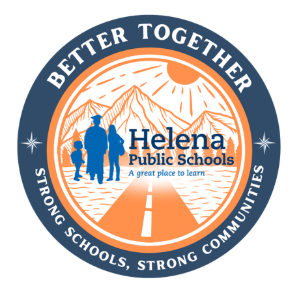 BETTER TOGETHER
Helena
Public Schools
A great place to learn
STRONG SCHOOLS, STRONG COMMUNITIES